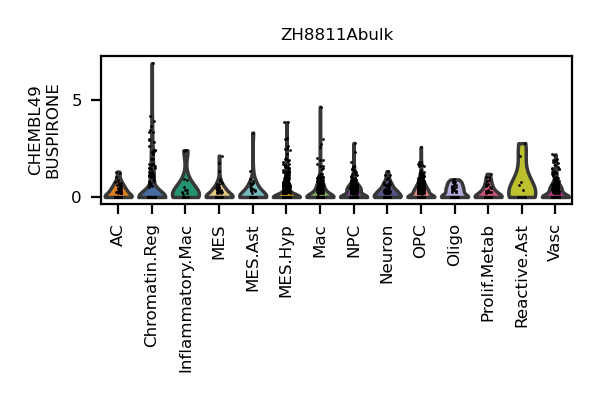 ZH8811Abulk
CHEMBL49
BUSPIRONE
5
0
AC
Chromatin.Reg
Inflammatory.Mac
MES
MES.Ast
MES.Hyp
Mac
NPC
Neuron
OPC
Oligo
Prolif.Metab
Reactive.Ast
Vasc